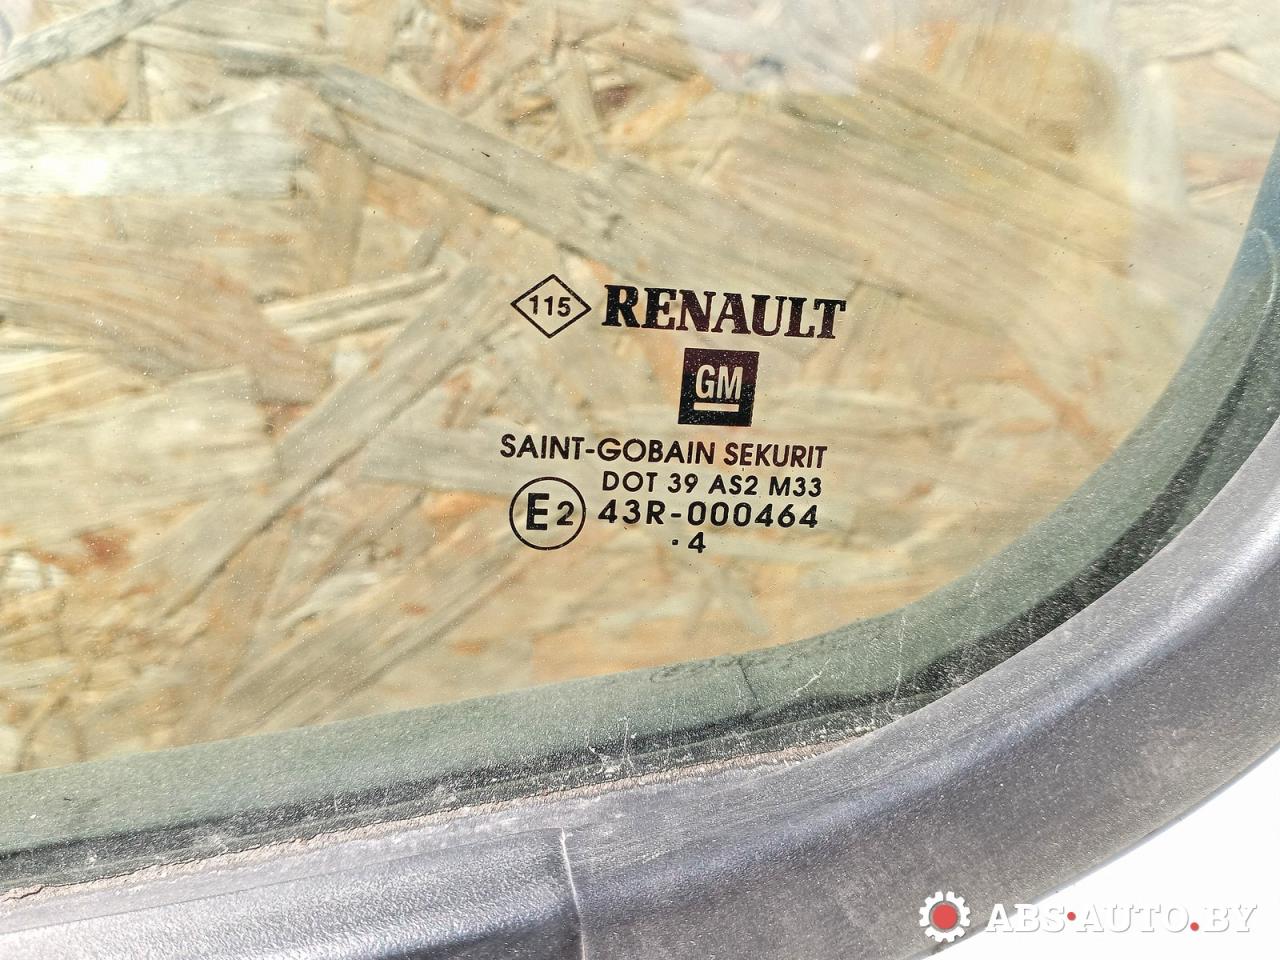 115 RENAULT
GM
SAINT-GOBAIN SEKURIT
DOT 39 AS2 M33
E2 43R-000464
·4
ABS·AUTO.BY